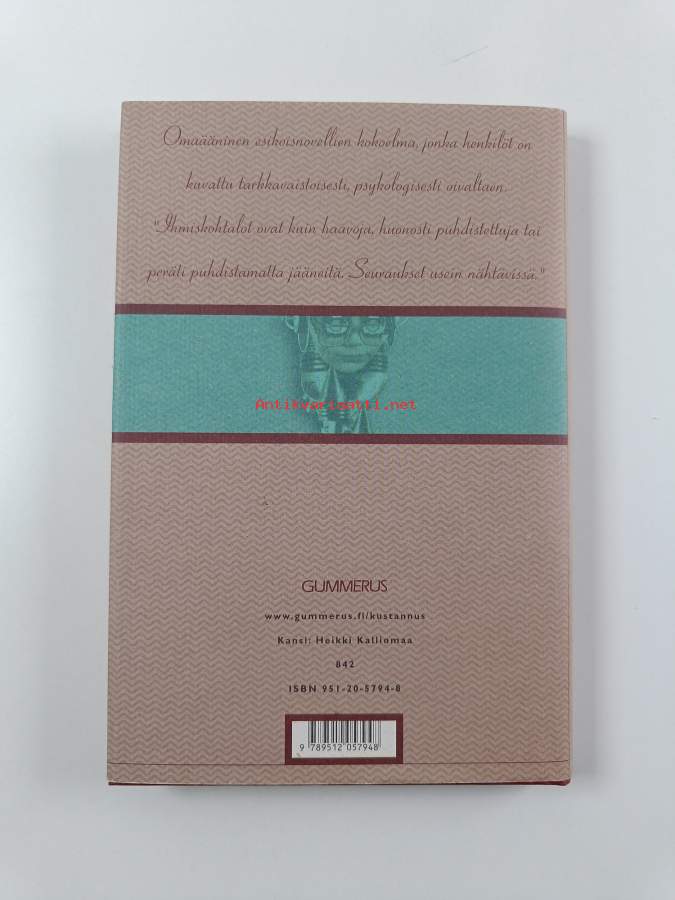 Omaääninen esikoisnovellien kokoelma, jonka henkilöt on
kuvattu tarkkavaistoisesti, psykologisesti oivaltaen.
"Ihmiskohtalot ovat kuin haavoja, huonosti puhdistettuja tai
peräti puhdistamatta jääneitä. Seuraukset usein nähtävissä."
Antikvariaatti.net
GUMMERUS
www.gummerus.fi/kustannus
Kansi: Heikki Kalliomaa
842
ISBN 951-20-5794-8
9 789512 057948